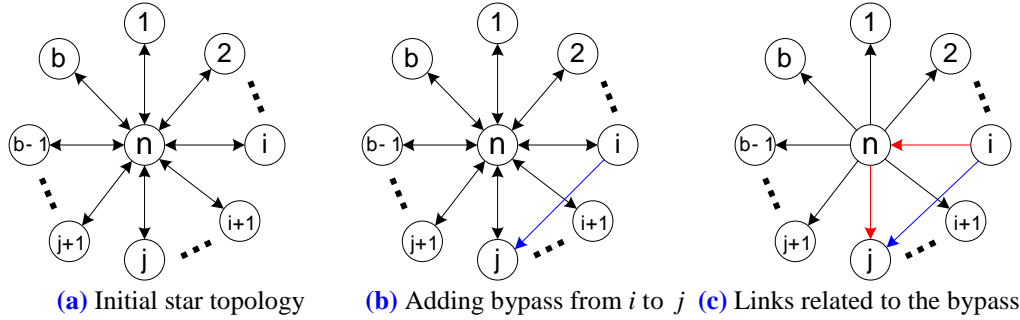 1
b
2
b- 1
n
i
j+1
j
i+1
1
b
2
b- 1
n
i
j+1
j
i+1
1
b
2
b- 1
n
i
j+1
j
i+1
(a) Initial star topology
(b) Adding bypass from i to j
(c) Links related to the bypass